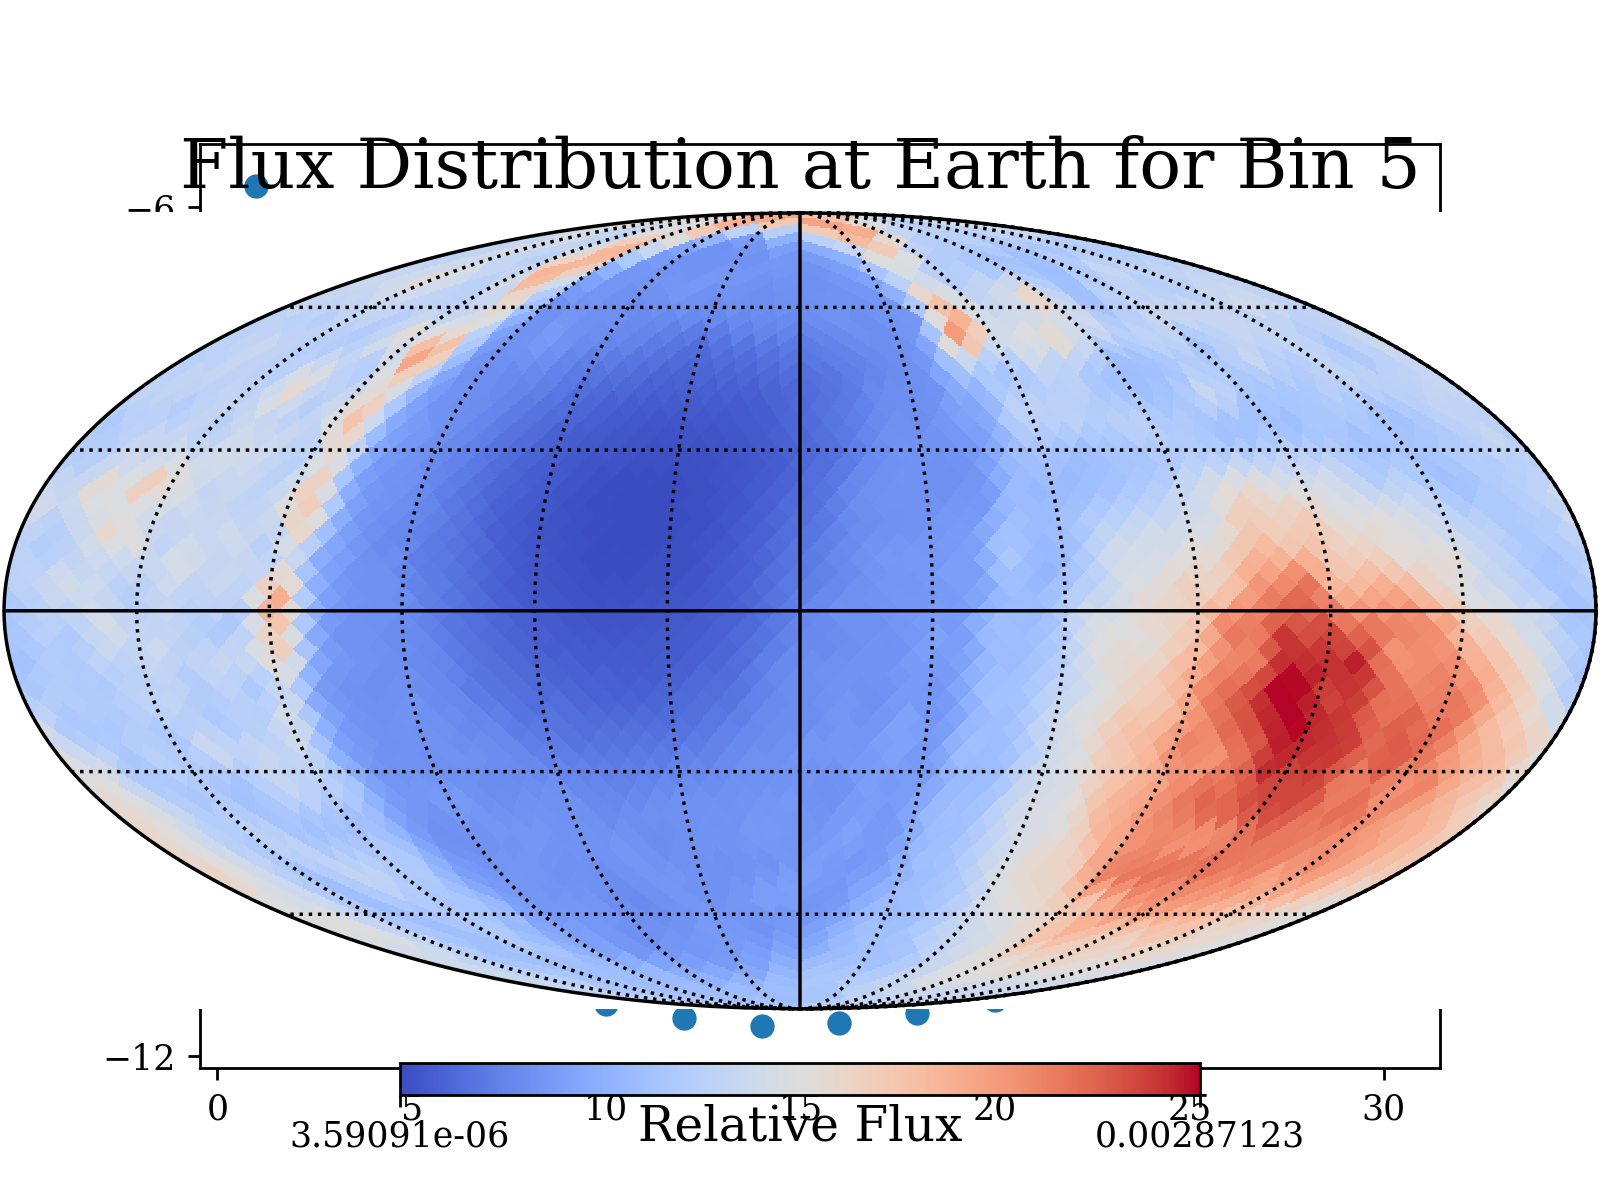 Flux Distribution at Earth for Bin 5
−6
−12
0 5 10 15 20 25 30
Relative Flux
3.59091e-06 0.00287123